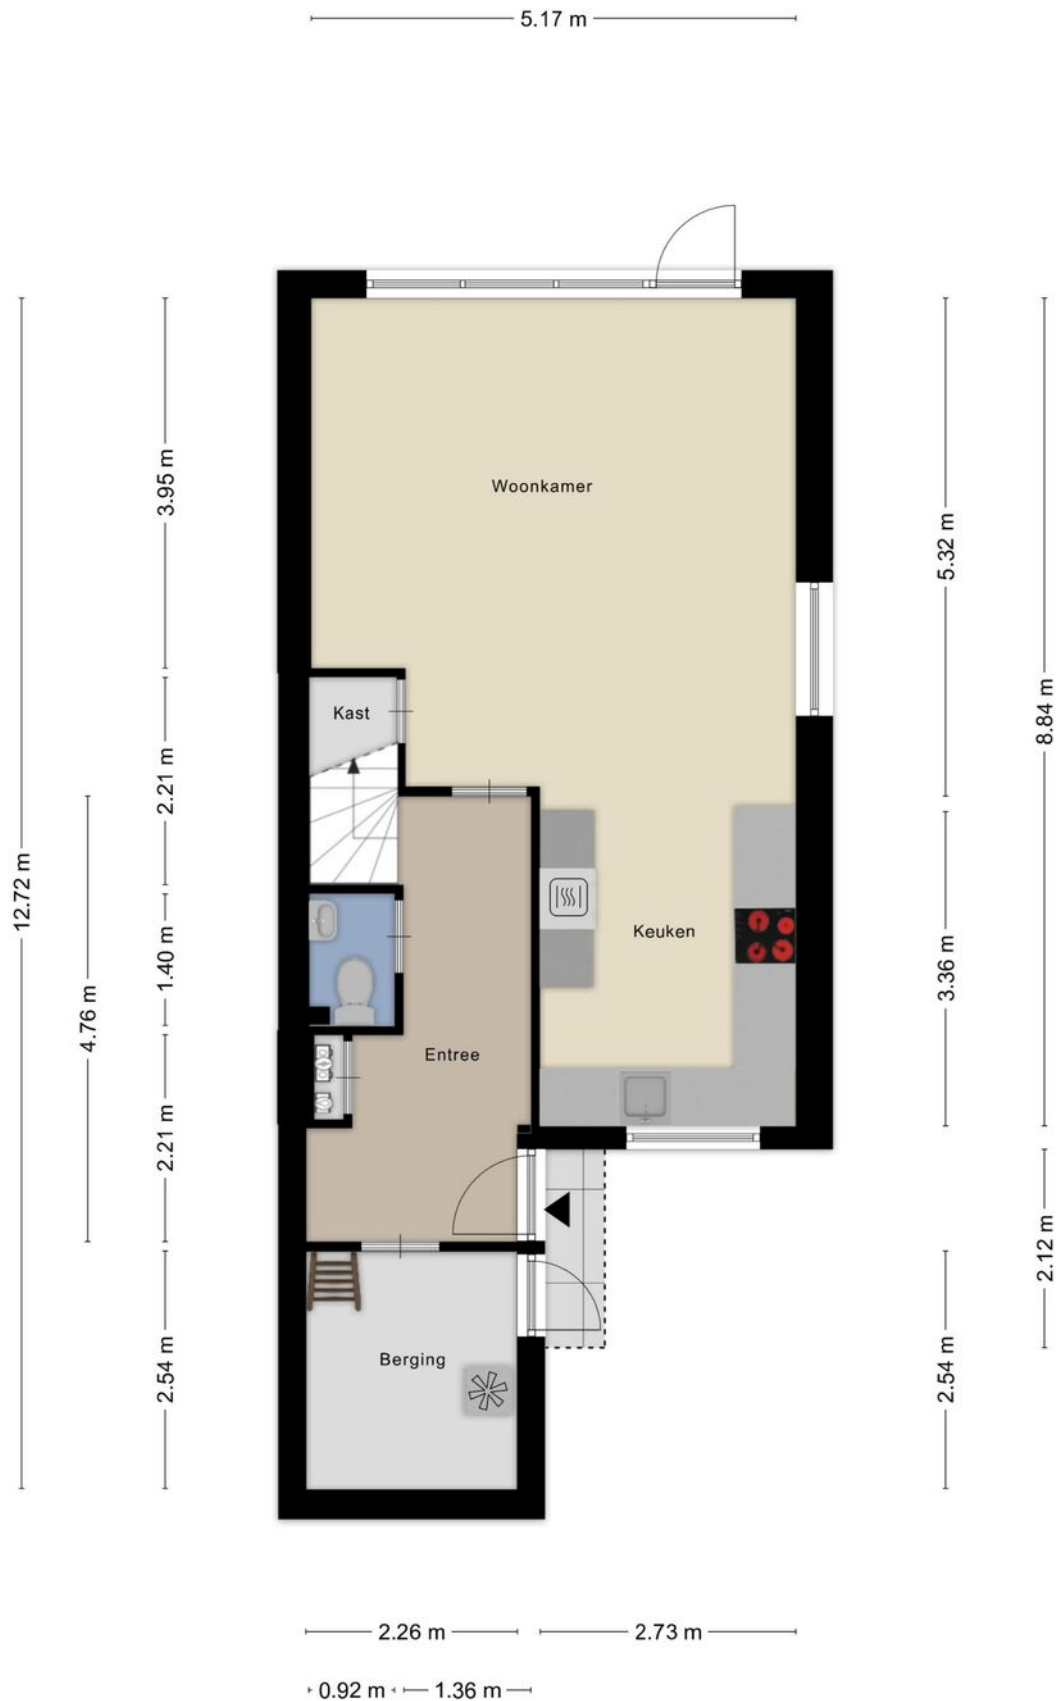 5.17 m
Woonkamer
3.95 m
5.32 m
8.84 m
Kast
2.21 m
12.72 m
Keuken
1.40 m
3.36 m
4.76 m
Entree
2.21 m
2.12 m
Berging
2.54 m
2.54 m
2.26 m
2.73 m
0.92 m
1.36 m